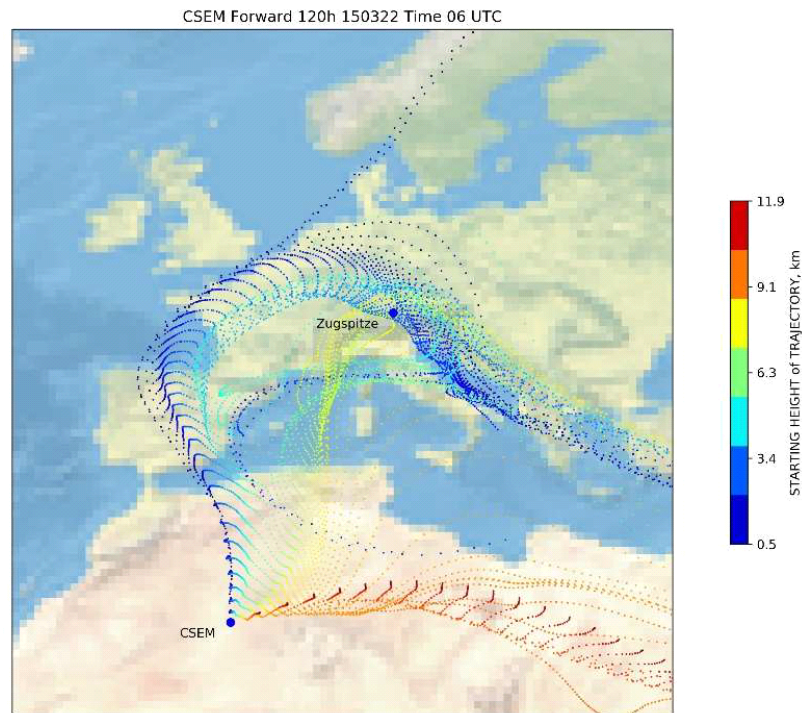 CSEM Forward 120h 150322 Time 06 UTC
Zugspitze
CSEM
11.9
9.1
6.3
3.4
0.5
STARTING HEIGHT of TRAJECTORY, km